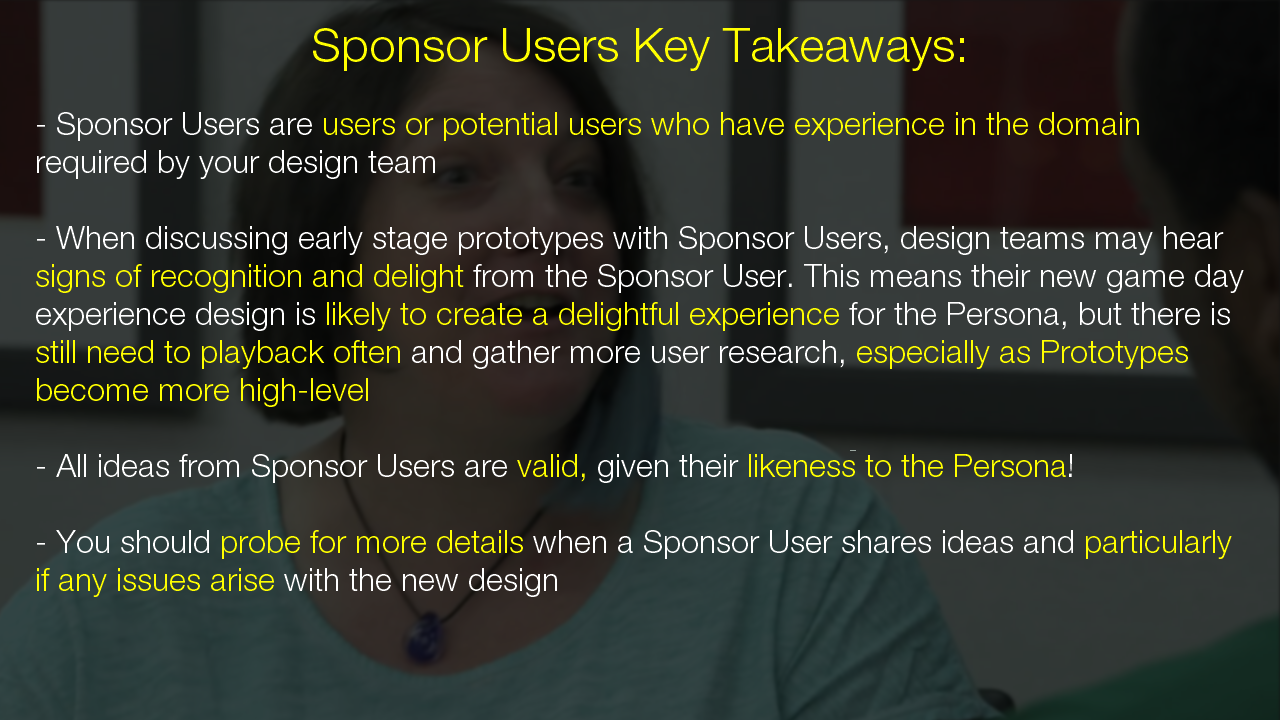 Sponsor Users Key Takeaways:
- Sponsor Users are users or potential users who have experience in the domain
required by your design team
- When discussing early stage prototypes with Sponsor Users, design teams may hear
signs of recognition and delight from the Sponsor User. This means their new game day
experience design is likely to create a delightful experience for the Persona, but there is
still need to playback often and gather more user research, especially as Prototypes
become more high-level
- All ideas from Sponsor Users are valid, given their likeness to the Persona!
- You should probe for more details when a Sponsor User shares ideas and particularly
if any issues arise with the new design